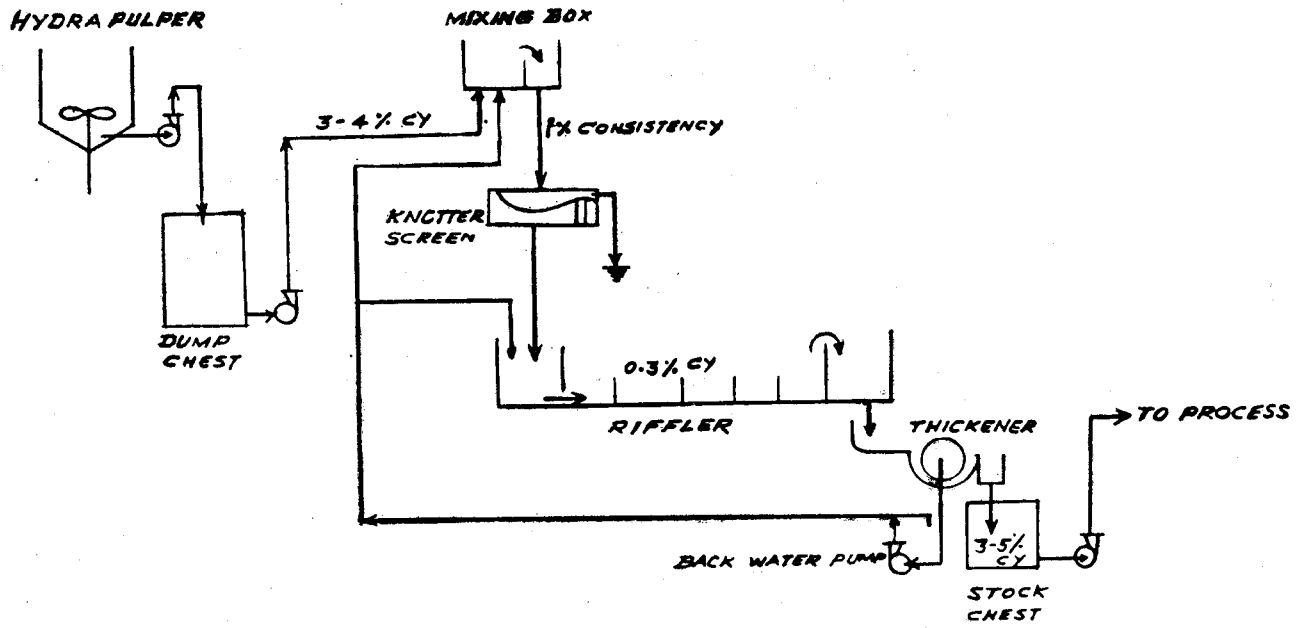 HYDRA PULPER
MIXING BOX
3-4% CY
1% CONSISTENCY
KNOTTER
SCREEN
DUMP
CHEST
0.3% CY
RIFFLER
THICKENER
TO PROCESS
BACK WATER PUMP
3-5%
CY
STOCK
CHEST